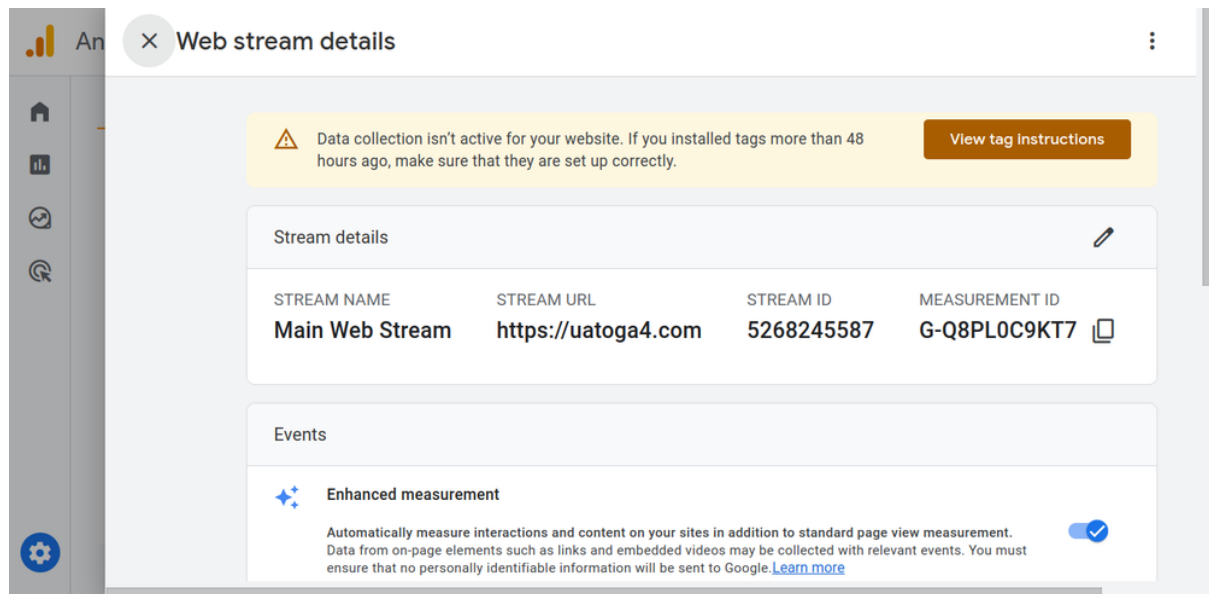 An
Web stream details
Data collection isn't active for your website. If you installed tags more than 48
hours ago, make sure that they are set up correctly.
View tag instructions
Stream details
STREAM NAME
STREAM URL
STREAM ID
MEASUREMENT ID
Main Web Stream
https://uatoga4.com
5268245587
G-Q8PL0C9KT7
Events
Enhanced measurement
Automatically measure interactions and content on your sites in addition to standard page view measurement.
Data from on-page elements such as links and embedded videos may be collected with relevant events. You must
ensure that no personally identifiable information will be sent to Google. Learn more